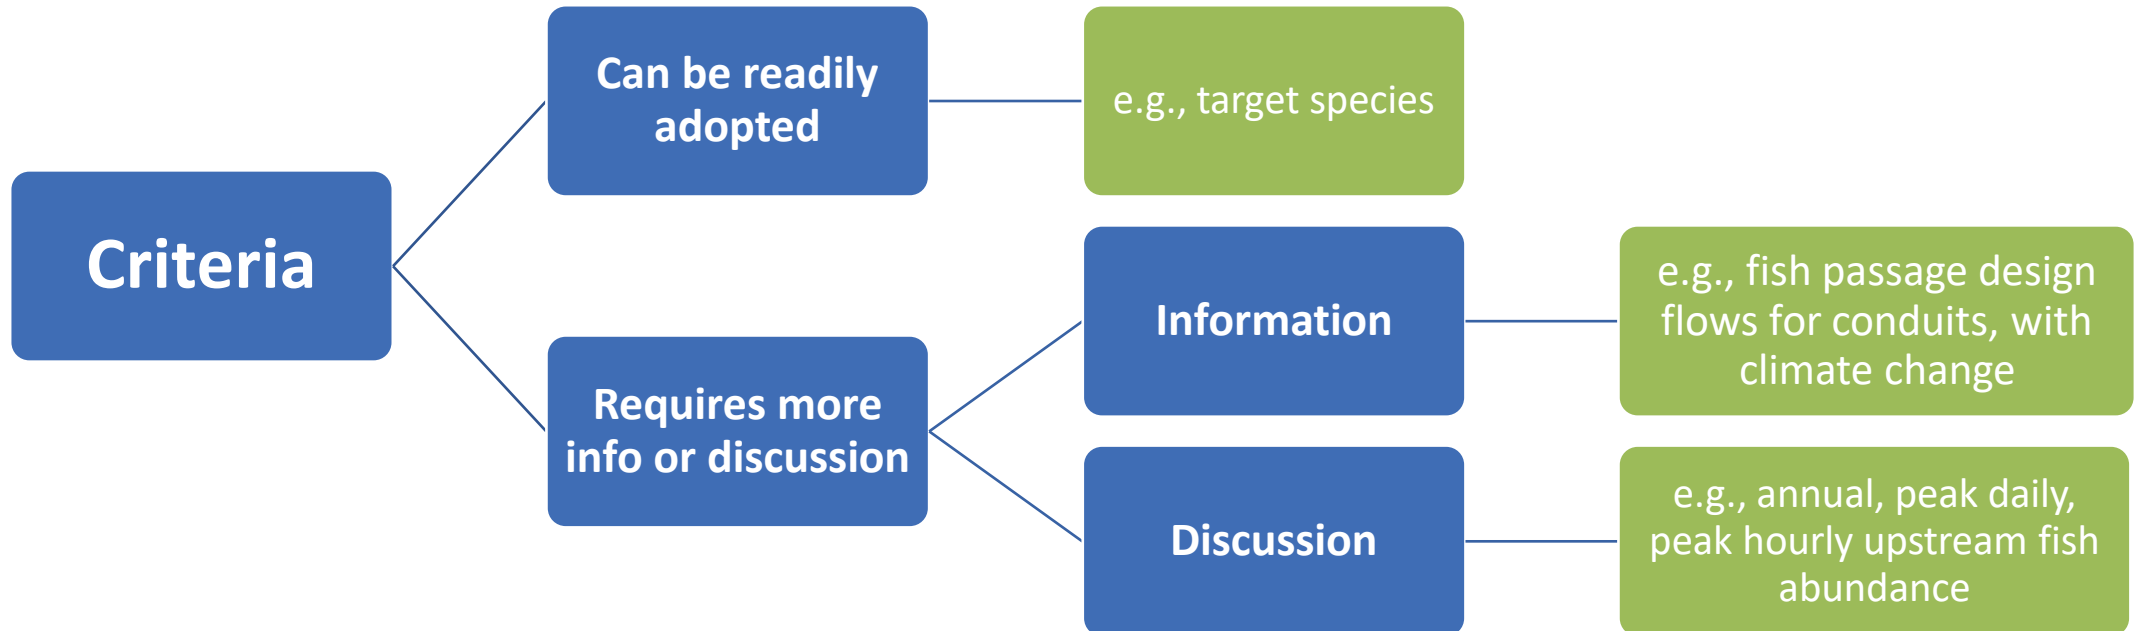 Can be readily
adopted
e.g., target species
Criteria
Information
e.g., fish passage design
flows for conduits, with
climate change
Requires more
info or discussion
Discussion
e.g., annual, peak daily,
peak hourly upstream fish
abundance